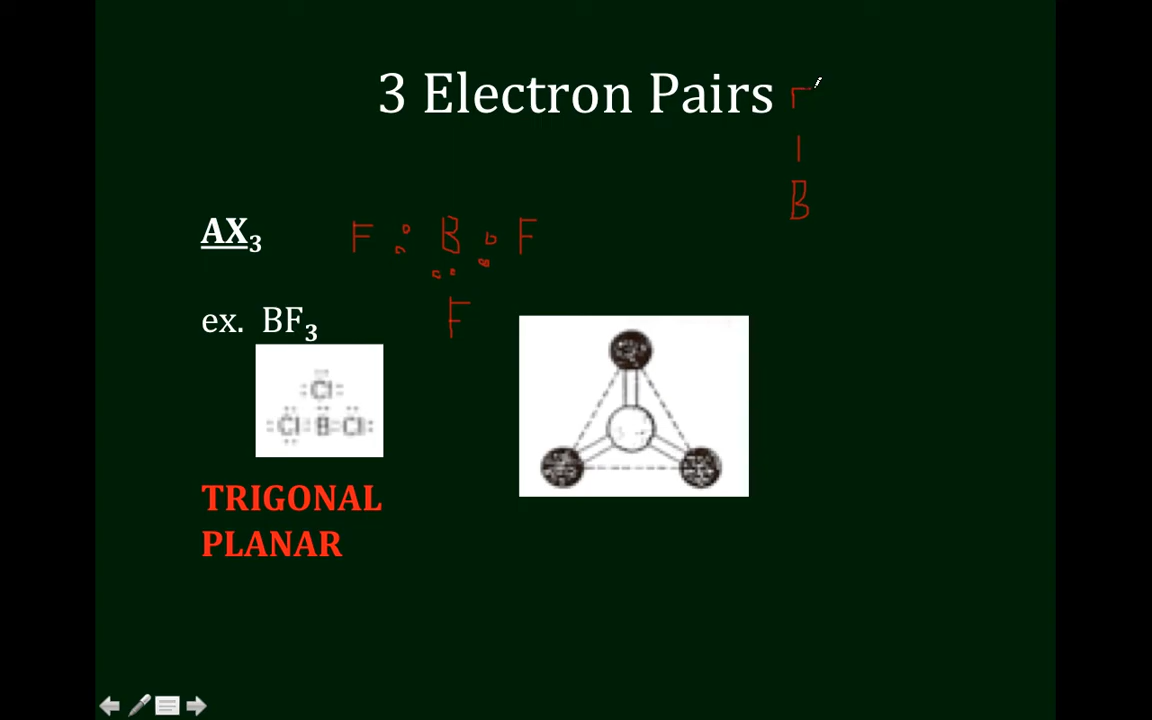 3 Electron Pairs
B
AX₃
F : B : F
F
ex. BF₃
Cl
Cl B Cl
TRIGONAL
PLANAR